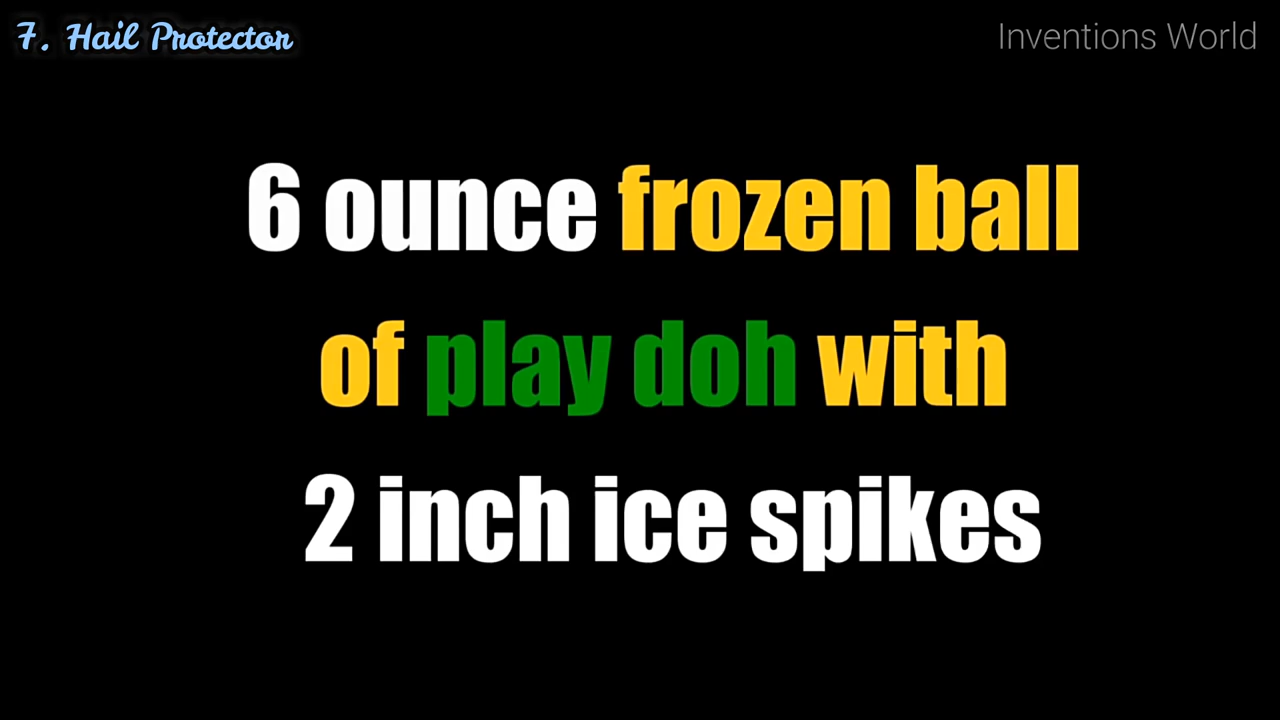 7. Hail Protector
Inventions World
6 ounce frozen ball
of play doh with
2 inch ice spikes